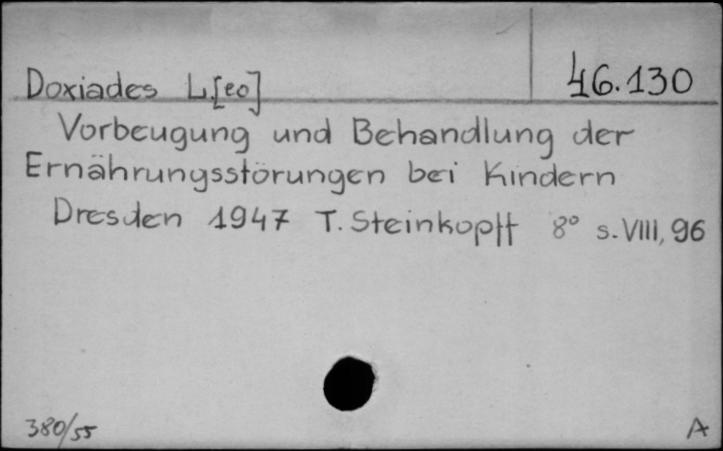 Doxiades L[eo] 46.130
Vorbeugung und Behandlung der
Ernährungsstörungen bei Kindern
Dresden 1947 T. Steinkopff 8° s. VIII, 96
380/55 A